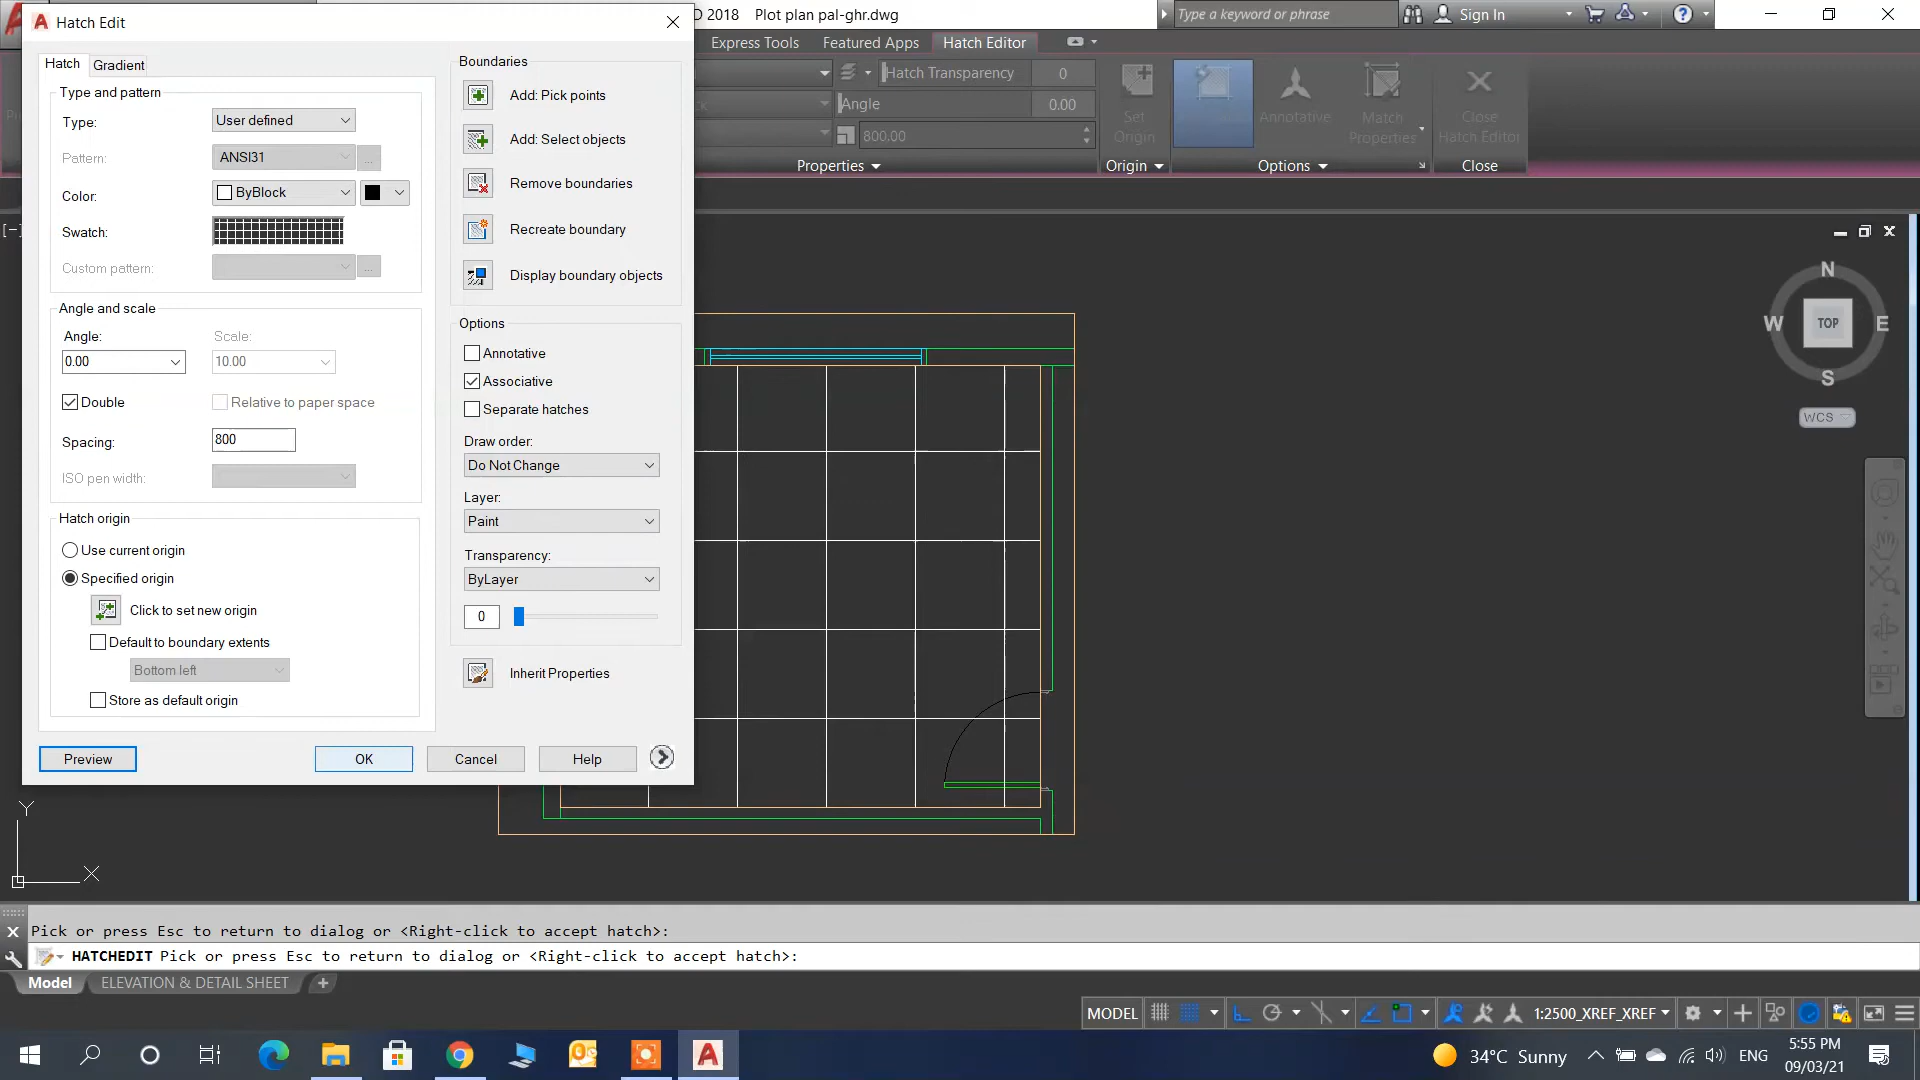 Hatch Edit
D 2018 Plot plan pal-ghr.dwg
Type a keyword or phrase
Sign In
Express Tools
Featured Apps
Hatch Editor
Hatch Transparency
0
Angle
0.00
800.00
Properties
Set
Origin
Origin
Annotative
Match
Properties
Options
Close
Hatch Editor
Close
Hatch
Gradient
Type and pattern
Type:
User defined
Pattern:
ANSI31
...
Color:
ByBlock
Swatch:
Custom pattern:
...
Angle and scale
Angle:
Scale:
0.00
10.00
Double
Relative to paper space
Spacing:
800
ISO pen width:
Hatch origin
Use current origin
Specified origin
Click to set new origin
Default to boundary extents
Bottom left
Store as default origin
Preview
OK
Cancel
Help
Boundaries
Add: Pick points
Add: Select objects
Remove boundaries
Recreate boundary
Display boundary objects
Options
Annotative
Associative
Separate hatches
Draw order:
Do Not Change
Layer:
Paint
Transparency:
ByLayer
0
Inherit Properties
[−]
N
W
TOP
E
S
WCS
Y
X
Pick or press Esc to return to dialog or <Right-click to accept hatch>:
HATCHEDIT Pick or press Esc to return to dialog or <Right-click to accept hatch>:
Model
ELEVATION & DETAIL SHEET
MODEL
1:2500_XREF_XREF
34°C Sunny
ENG
5:55 PM
09/03/21